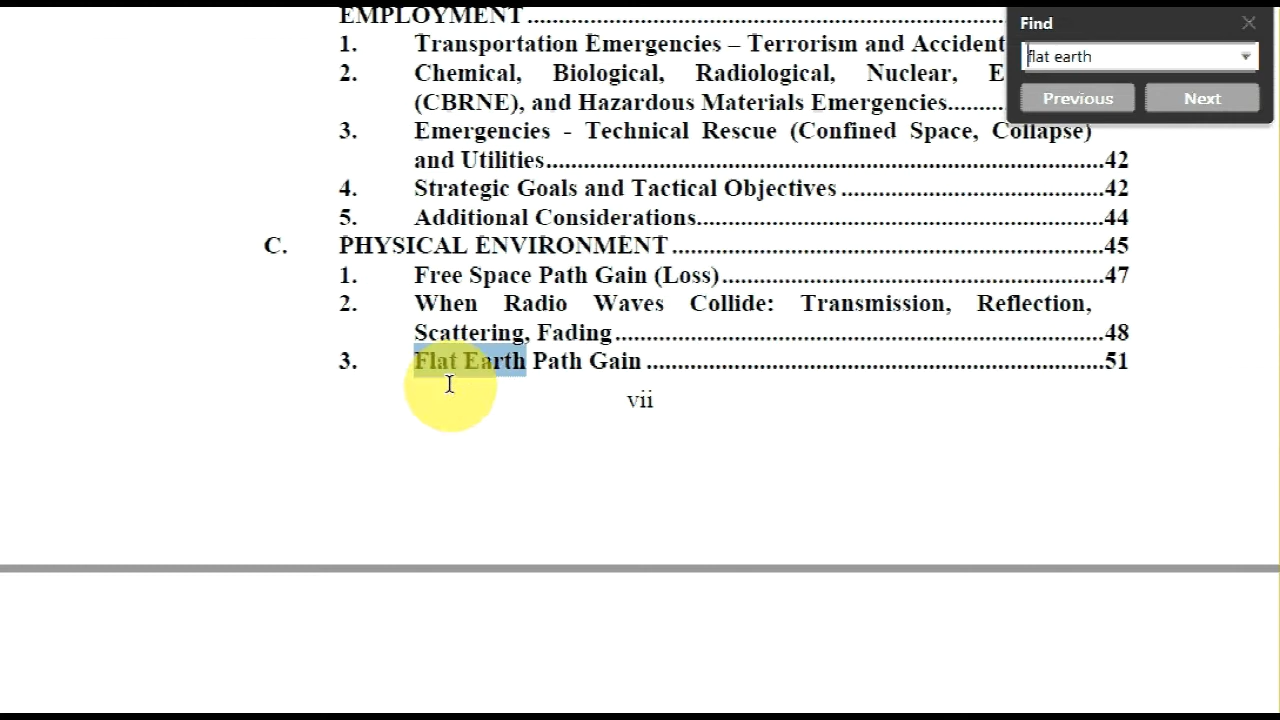 EMPLOYMENT
1. Transportation Emergencies – Terrorism and Accident
2. Chemical, Biological, Radiological, Nuclear, E
(CBRNE), and Hazardous Materials Emergencies
3. Emergencies - Technical Rescue (Confined Space, Collapse)
and Utilities 42
4. Strategic Goals and Tactical Objectives 42
5. Additional Considerations 44
C. PHYSICAL ENVIRONMENT 45
1. Free Space Path Gain (Loss) 47
2. When Radio Waves Collide: Transmission, Reflection,
Scattering, Fading 48
3. Flat Earth Path Gain 51
vii
Find
flat earth
Previous Next